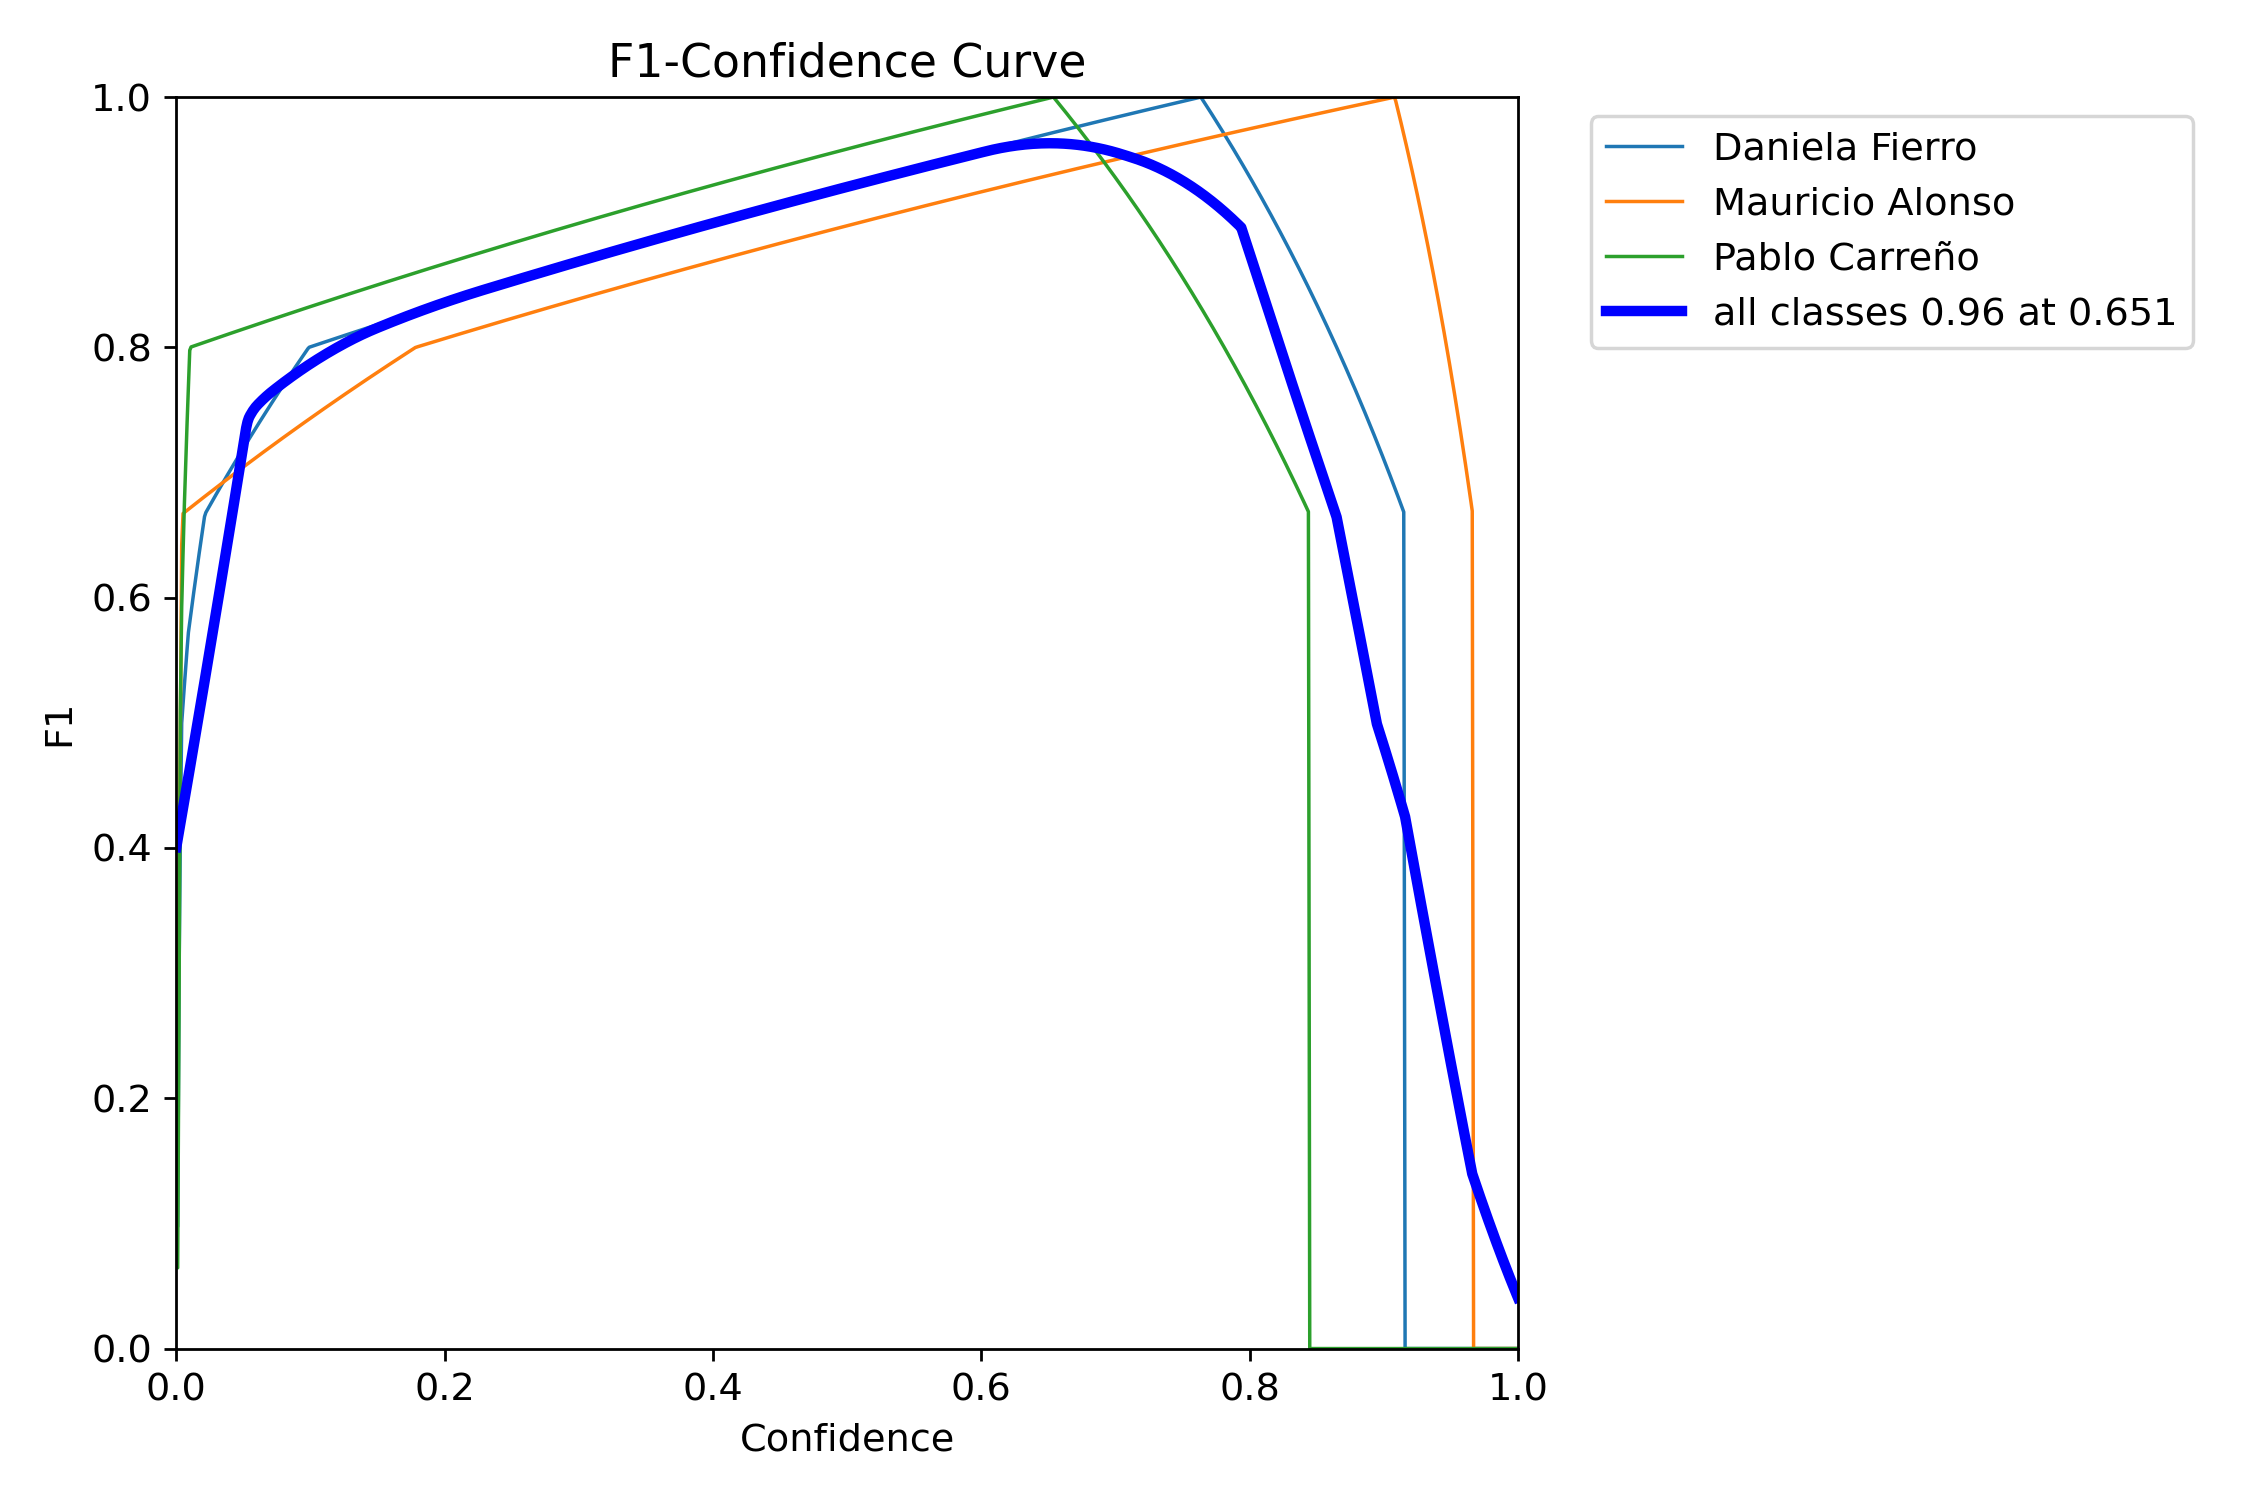 F1-Confidence Curve
Daniela Fierro
Mauricio Alonso
Pablo Carreño
all classes 0.96 at 0.651
F1
1.0
0.8
0.6
0.4
0.2
0.0
0.0 0.2 0.4 0.6 0.8 1.0
Confidence